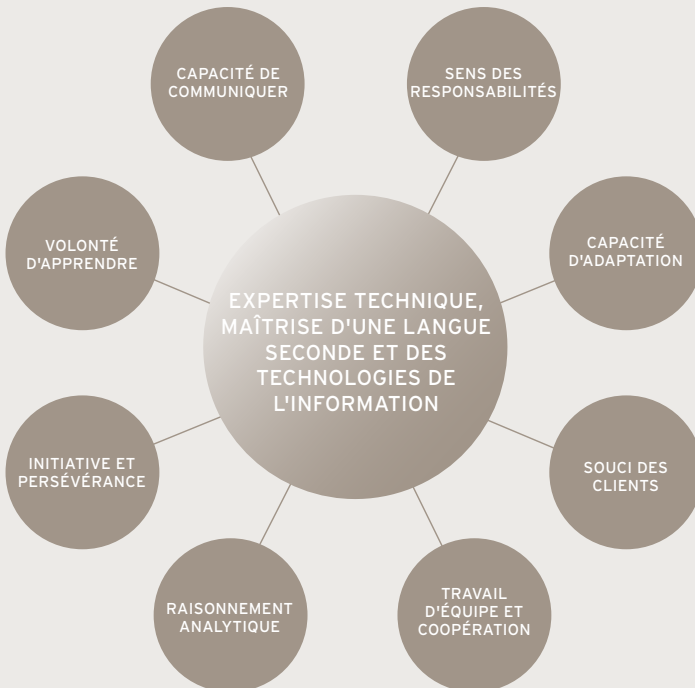 CAPACITÉ DE
COMMUNIQUER
SENS DES
RESPONSABILITÉS
VOLONTÉ
D'APPRENDRE
CAPACITÉ
D'ADAPTATION
EXPERTISE TECHNIQUE,
MAÎTRISE D'UNE LANGUE
SECONDE ET DES
TECHNOLOGIES DE
L'INFORMATION
INITIATIVE ET
PERSÉVÉRANCE
SOUCI DES
CLIENTS
RAISONNEMENT
ANALYTIQUE
TRAVAIL
D'ÉQUIPE ET
COOPÉRATION